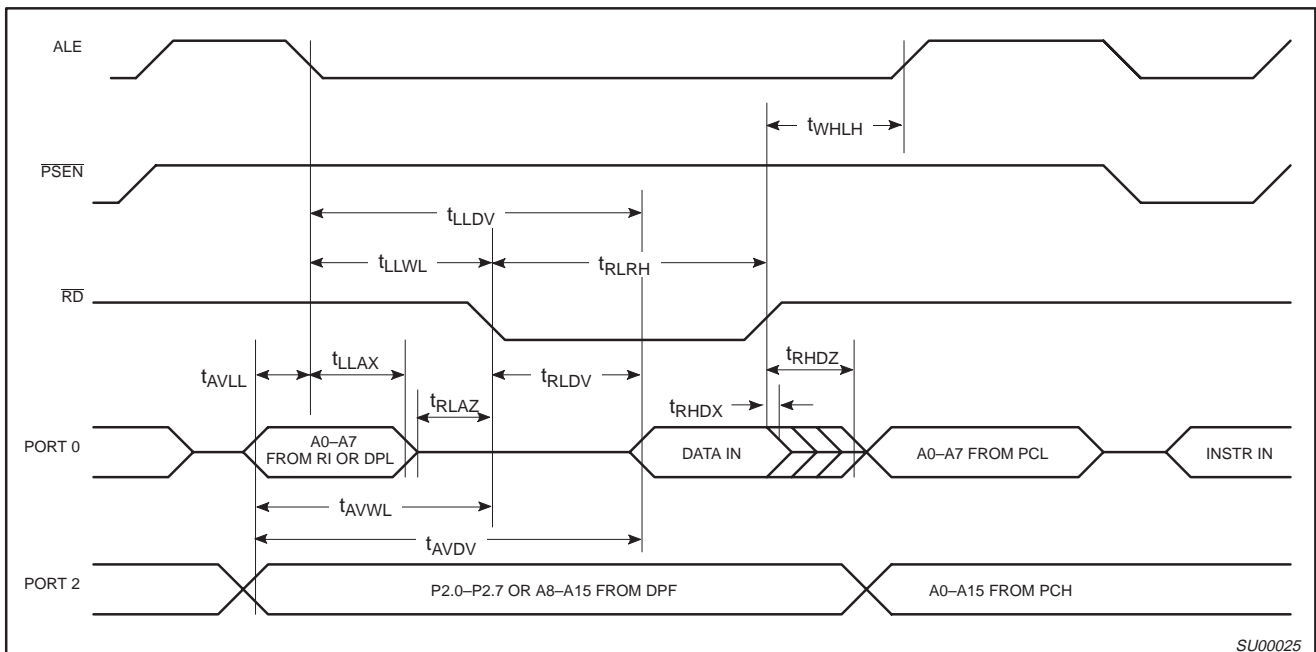 ALE
tWHLH
PSEN
tLLDV
tLLWL
tRLRH
RD
tLLAX
tRHDZ
tAVLL
tRLDV
tRLAZ
tRHDX
PORT 0
A0–A7
FROM RI OR DPL
DATA IN
A0–A7 FROM PCL
INSTR IN
tAVWL
tAVDV
PORT 2
P2.0–P2.7 OR A8–A15 FROM DPF
A0–A15 FROM PCH
SU00025